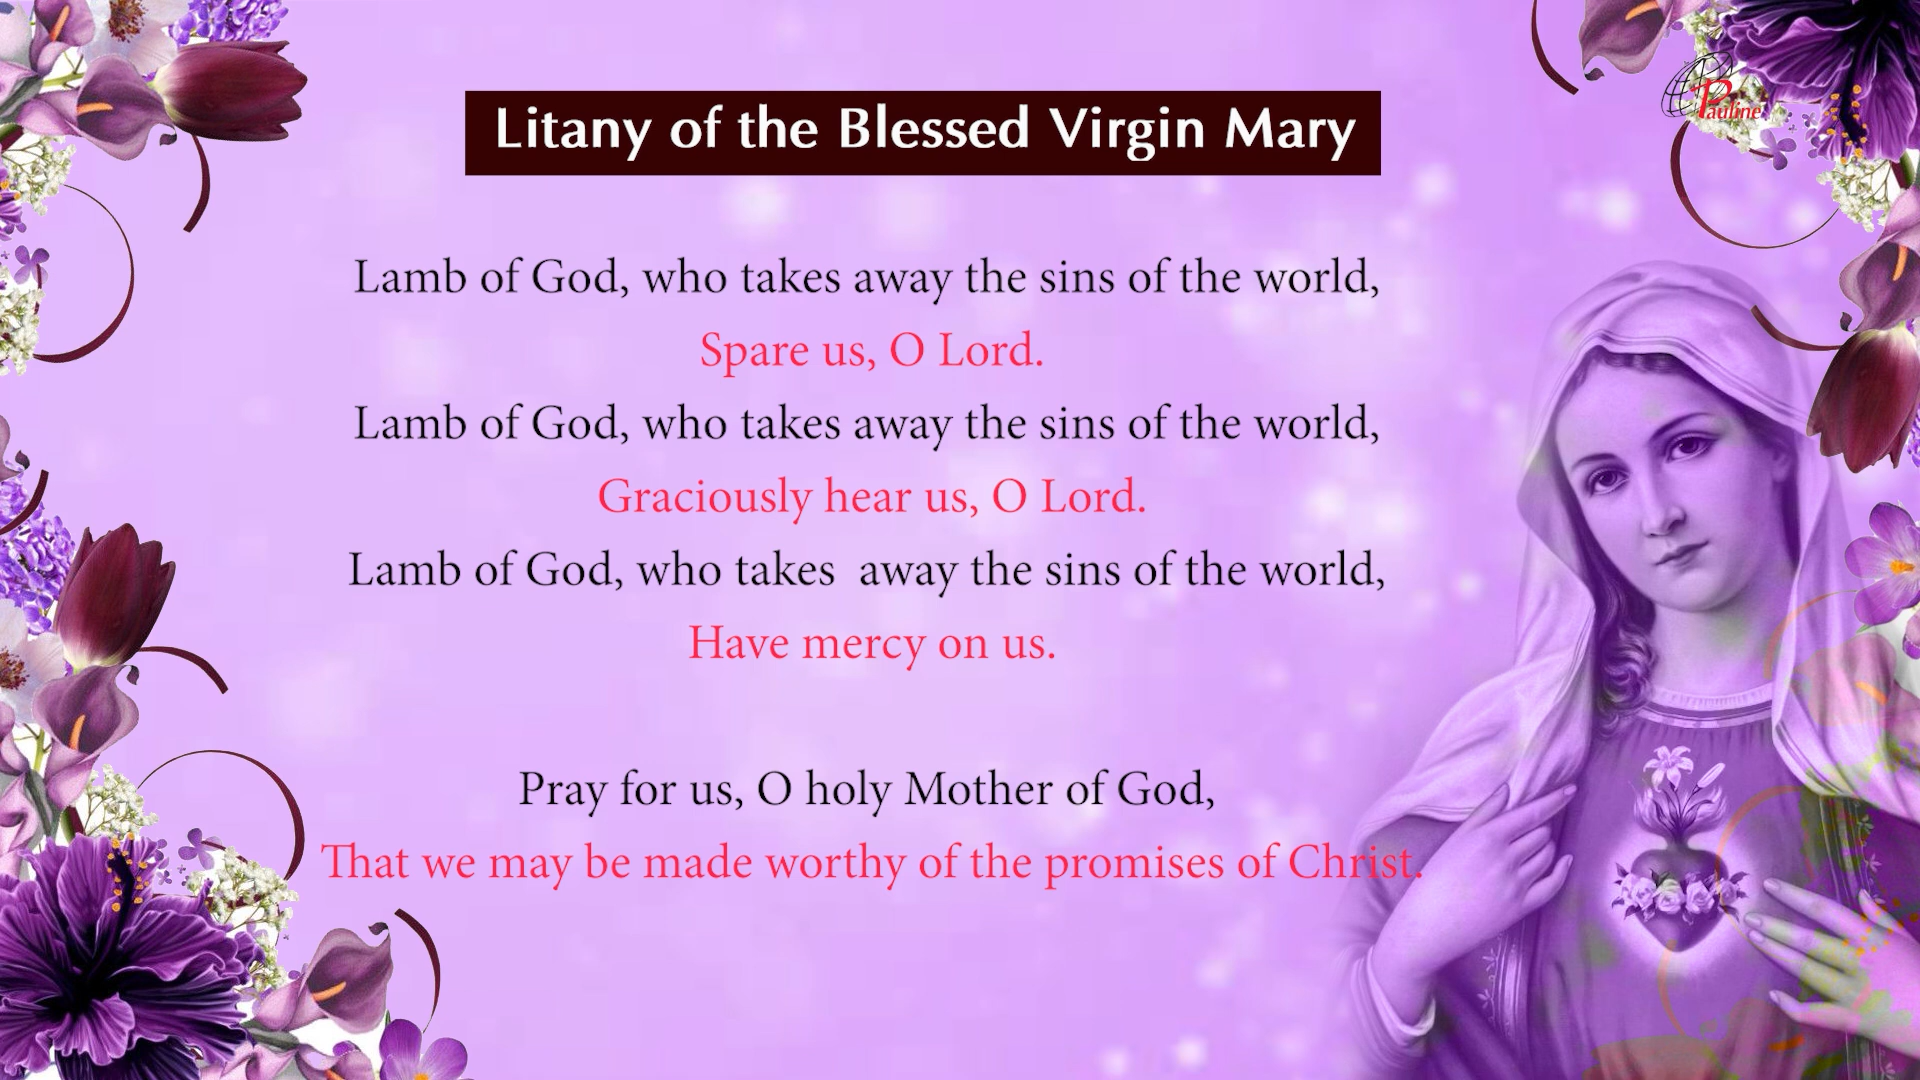 Pauline
Litany of the Blessed Virgin Mary
Lamb of God, who takes away the sins of the world,
Spare us, O Lord.
Lamb of God, who takes away the sins of the world,
Graciously hear us, O Lord.
Lamb of God, who takes  away the sins of the world,
Have mercy on us.
Pray for us, O holy Mother of God,
That we may be made worthy of the promises of Christ.